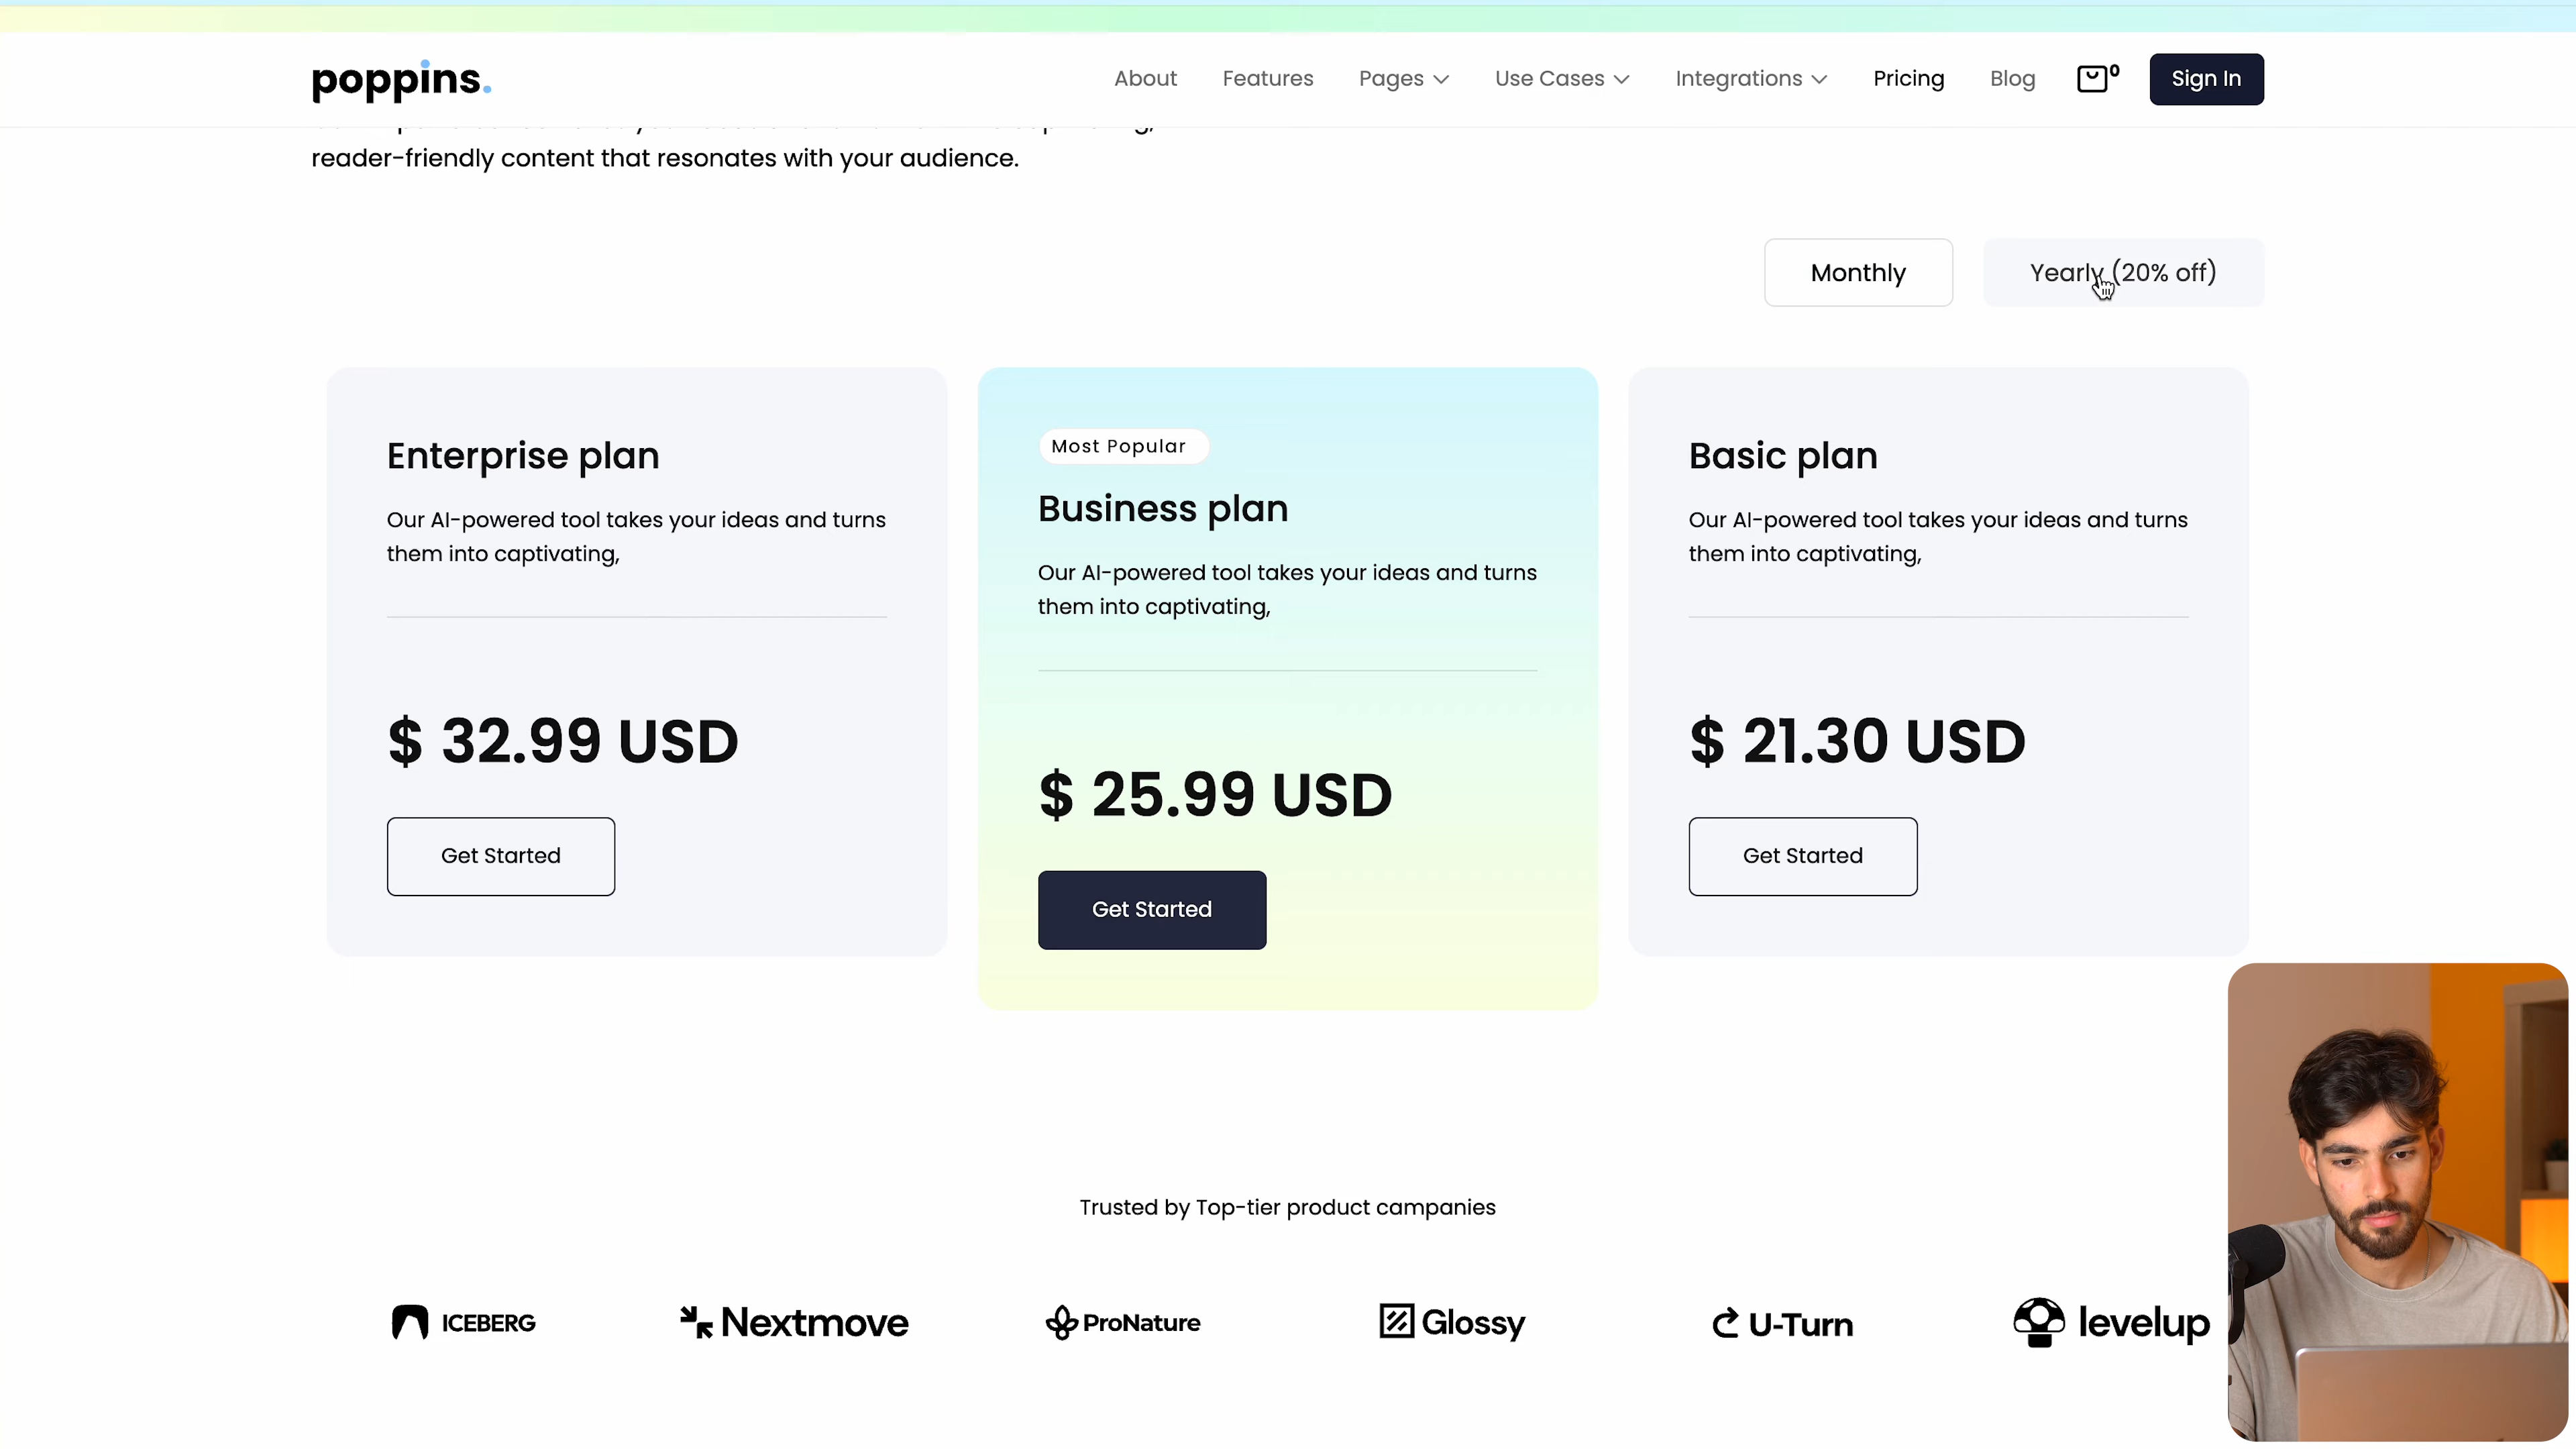 poppins.
About
Features
Pages
Use Cases
Integrations
Pricing
Blog
0
Sign In
reader-friendly content that resonates with your audience.
Monthly
Yearly (20% off)
Enterprise plan
Our AI-powered tool takes your ideas and turns
them into captivating,
$ 32.99 USD
Get Started
Most Popular
Business plan
Our AI-powered tool takes your ideas and turns
them into captivating,
$ 25.99 USD
Get Started
Basic plan
Our AI-powered tool takes your ideas and turns
them into captivating,
$ 21.30 USD
Get Started
Trusted by Top-tier product campanies
ICEBERG
Nextmove
ProNature
Glossy
U-Turn
levelup